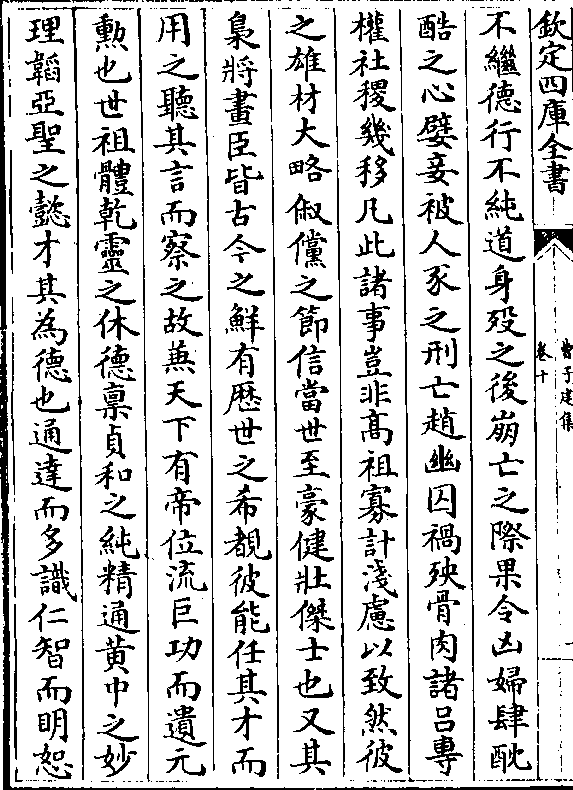 欽定四庫全書
曹子建集
卷十
不繼德行不純道身殁之後崩亡之際果令凶婦肆酖
酷之心嬖妾被人豕之刑亡趙幽囚禍殃骨肉諸呂專
權社稷幾移凡此諸事豈非髙祖寡計淺慮以致然彼
之雄材大略俶儻之節信當世至豪健壯傑士也又其
梟將畫臣皆古今之鮮有歴世之希覩彼能任其才而
用之聽其言而察之故兼天下有帝位流巨功而遺元
勲也世祖體乾靈之休德稟貞和之純精通黃中之妙
理韜亞聖之懿才其為德也通達而多識仁智而明恕